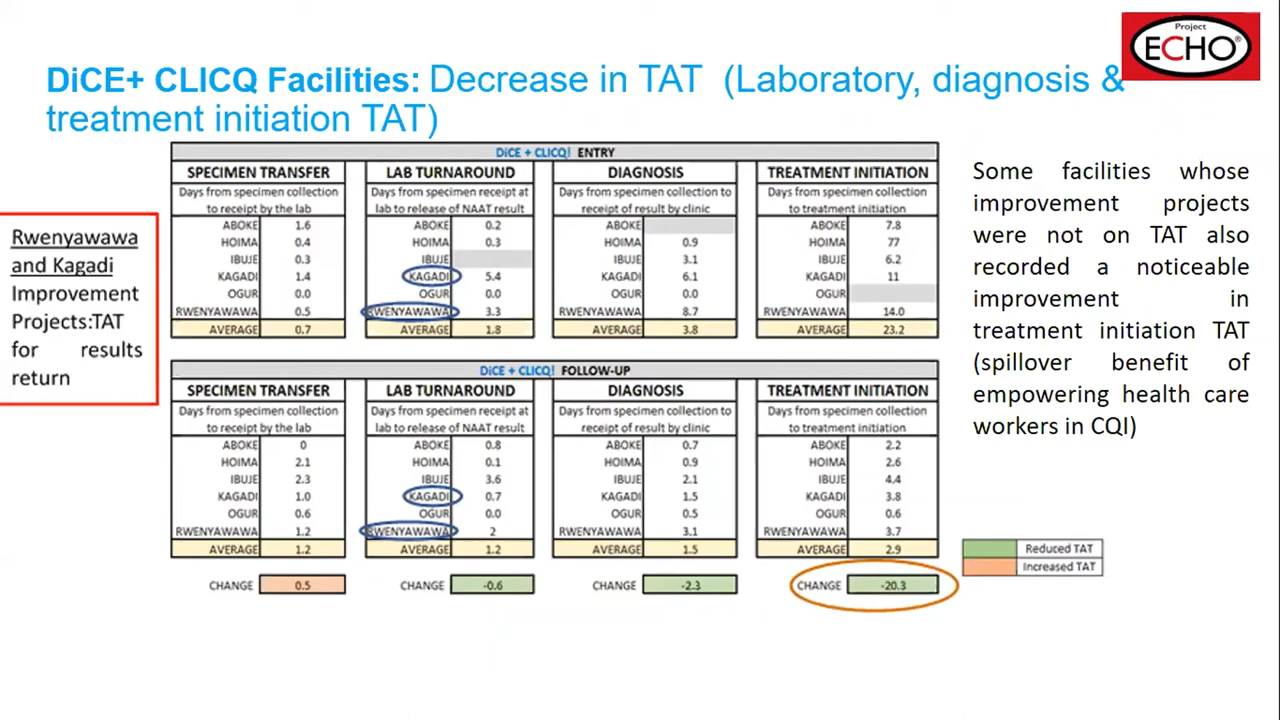 Project
ECHO®
DiCE+ CLICQ Facilities: Decrease in TAT (Laboratory, diagnosis &
treatment initiation TAT)
Rwenyawawa
and Kagadi
Improvement
Projects:TAT
for results
return
DiCE + CLICQ! ENTRY
SPECIMEN TRANSFER
Days from specimen collection
to receipt by the lab
ABOKE 1.6
HOIMA 0.4
IBUJE 0.3
KAGADI 1.4
OGUR 0.0
RWENYAWAWA 0.5
AVERAGE 0.7
LAB TURNAROUND
Days from specimen receipt at
lab to release of NAAT result
ABOKE 0.2
HOIMA 0.3
IBUJE
KAGADI 5.4
OGUR 0.0
RWENYAWAWA 3.3
AVERAGE 1.8
DIAGNOSIS
Days from specimen collection to
receipt of result by clinic
ABOKE
HOIMA 0.9
IBUJE 3.1
KAGADI 6.1
OGUR 0.0
RWENYAWAWA 8.7
AVERAGE 3.8
TREATMENT INITIATION
Days from specimen collection
to treatment initiation
ABOKE 7.8
HOIMA 77
IBUJE 6.2
KAGADI 11
OGUR
RWENYAWAWA 14.0
AVERAGE 23.2
DiCE + CLICQ! FOLLOW-UP
SPECIMEN TRANSFER
Days from specimen collection
to receipt by the lab
ABOKE 0
HOIMA 2.1
IBUJE 2.3
KAGADI 1.0
OGUR 0.6
RWENYAWAWA 1.2
AVERAGE 1.2
CHANGE 0.5
LAB TURNAROUND
Days from specimen receipt at
lab to release of NAAT result
ABOKE 0.8
HOIMA 0.1
IBUJE 3.6
KAGADI 0.7
OGUR 0.0
RWENYAWAWA 2
AVERAGE 1.2
CHANGE -0.6
DIAGNOSIS
Days from specimen collection to
receipt of result by clinic
ABOKE 0.7
HOIMA 0.9
IBUJE 2.1
KAGADI 1.5
OGUR 0.5
RWENYAWAWA 3.1
AVERAGE 1.5
CHANGE -2.3
TREATMENT INITIATION
Days from specimen collection
to treatment initiation
ABOKE 2.2
HOIMA 2.6
IBUJE 4.4
KAGADI 3.8
OGUR 0.6
RWENYAWAWA 3.7
AVERAGE 2.9
CHANGE -20.3
Some facilities whose
improvement projects
were not on TAT also
recorded a noticeable
improvement in
treatment initiation TAT
(spillover benefit of
empowering health care
workers in CQI)
Reduced TAT
Increased TAT